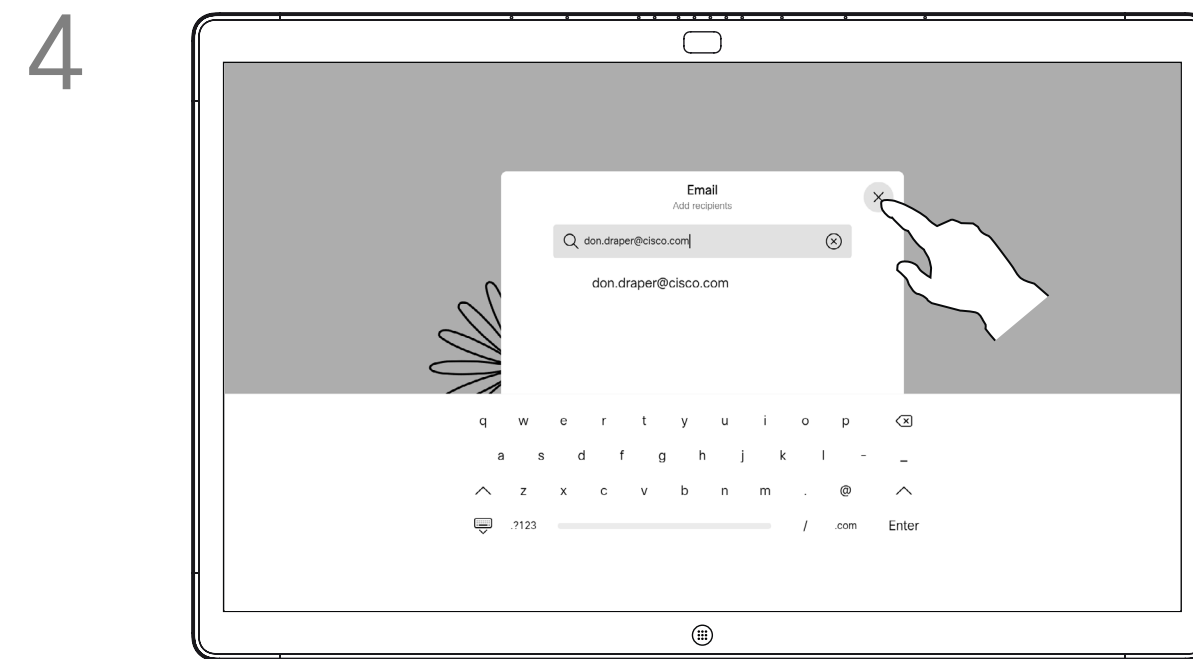 4
Email
Add recipients
don.draper@cisco.com
don.draper@cisco.com
q w e r t y u i o p
a s d f g h j k l - _
z x c v b n m . @
.?123 / .com Enter